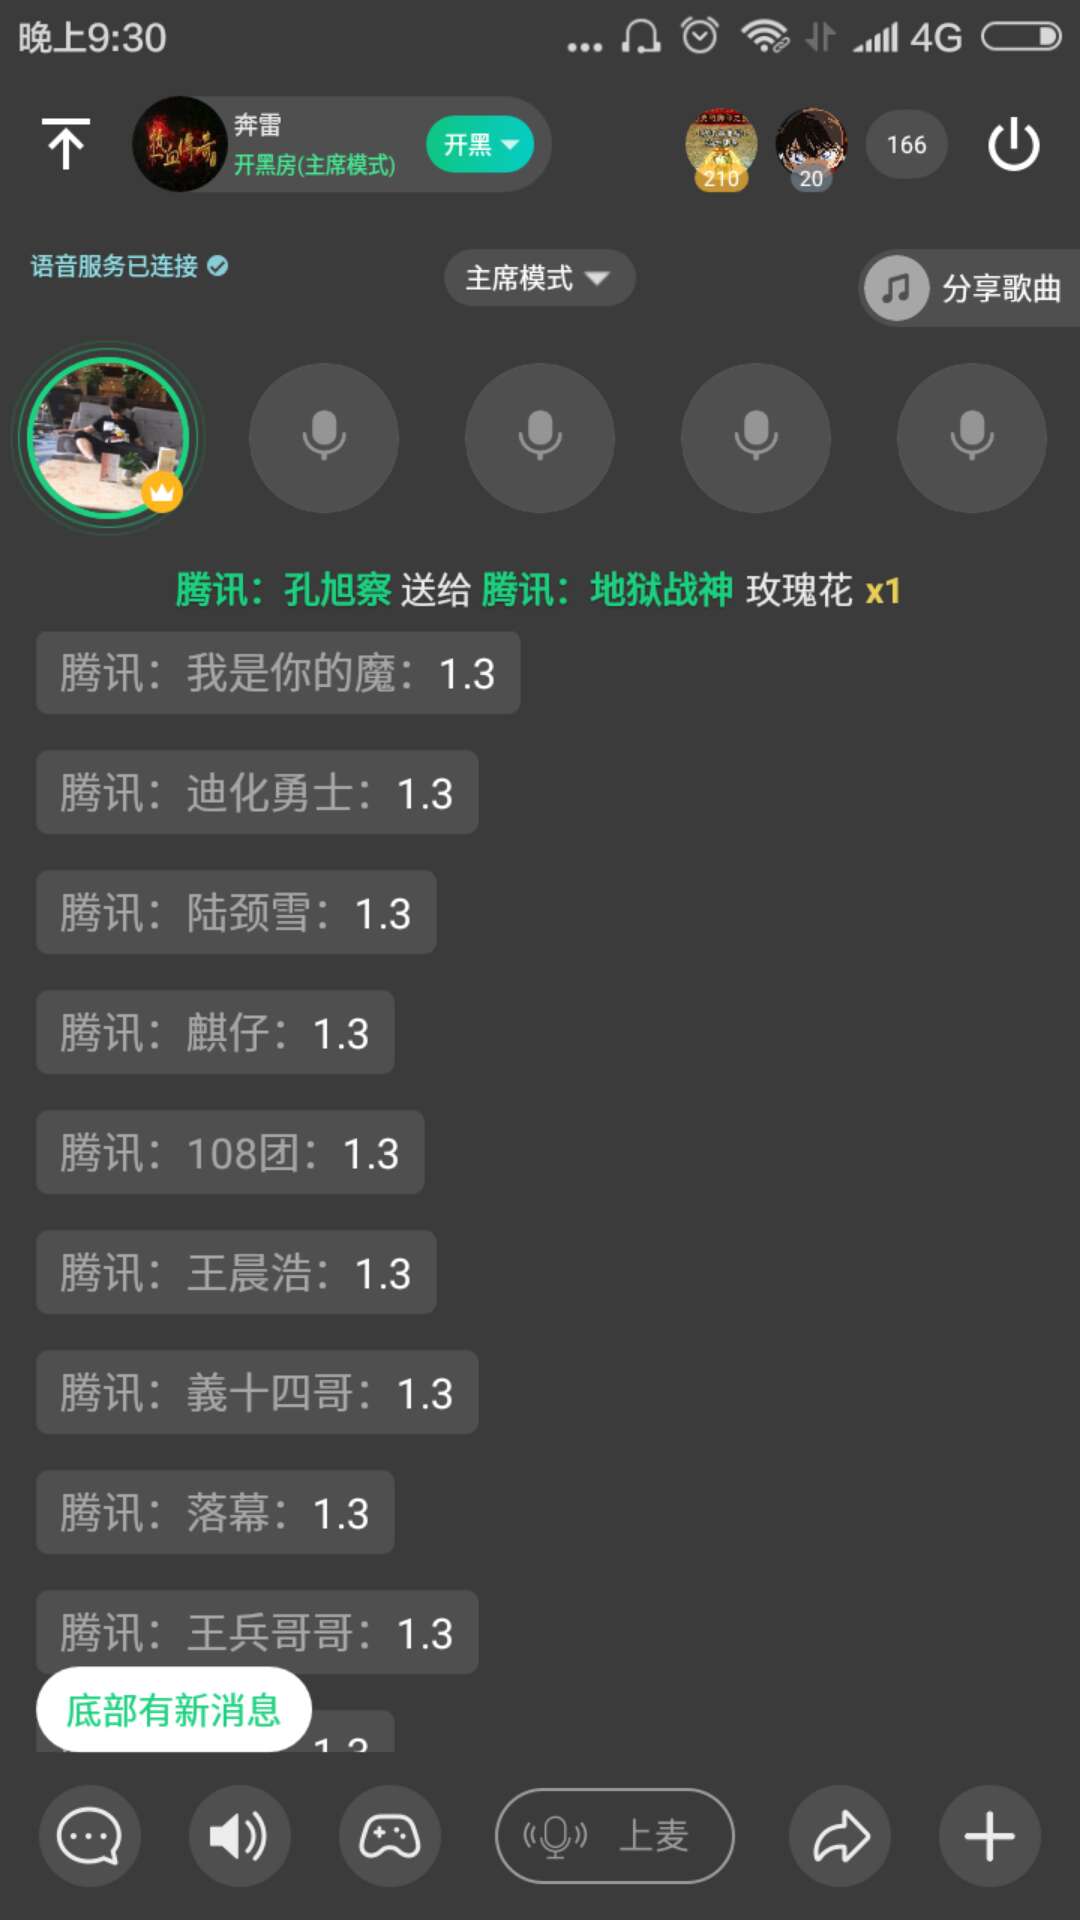 晚上9:30
4G
热血传奇
奔雷
开黑房(主席模式)
开黑
210
20
166
语音服务已连接
主席模式
分享歌曲
腾讯：孔旭察 送给 腾讯：地狱战神 玫瑰花 x1
腾讯：我是你的魔：1.3
腾讯：迪化勇士：1.3
腾讯：陆颈雪：1.3
腾讯：麒仔：1.3
腾讯：108团：1.3
腾讯：王晨浩：1.3
腾讯：義十四哥：1.3
腾讯：落幕：1.3
腾讯：王兵哥哥：1.3
底部有新消息
1.3
上麦